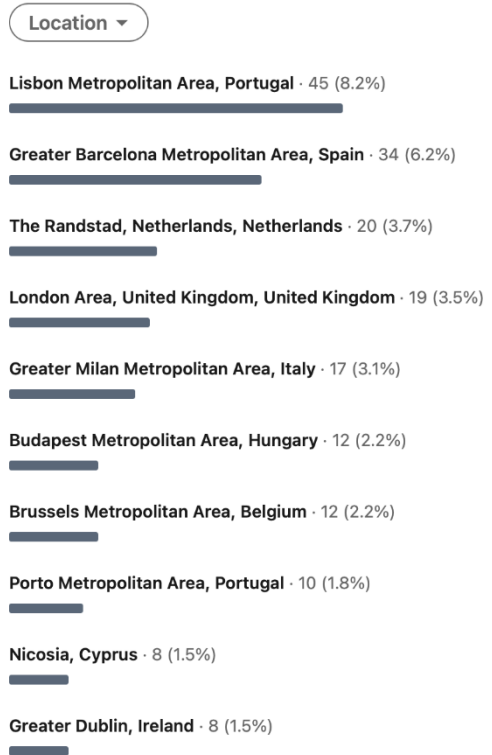 Location
Lisbon Metropolitan Area, Portugal · 45 (8.2%)
Greater Barcelona Metropolitan Area, Spain · 34 (6.2%)
The Randstad, Netherlands, Netherlands · 20 (3.7%)
London Area, United Kingdom, United Kingdom · 19 (3.5%)
Greater Milan Metropolitan Area, Italy · 17 (3.1%)
Budapest Metropolitan Area, Hungary · 12 (2.2%)
Brussels Metropolitan Area, Belgium · 12 (2.2%)
Porto Metropolitan Area, Portugal · 10 (1.8%)
Nicosia, Cyprus · 8 (1.5%)
Greater Dublin, Ireland · 8 (1.5%)